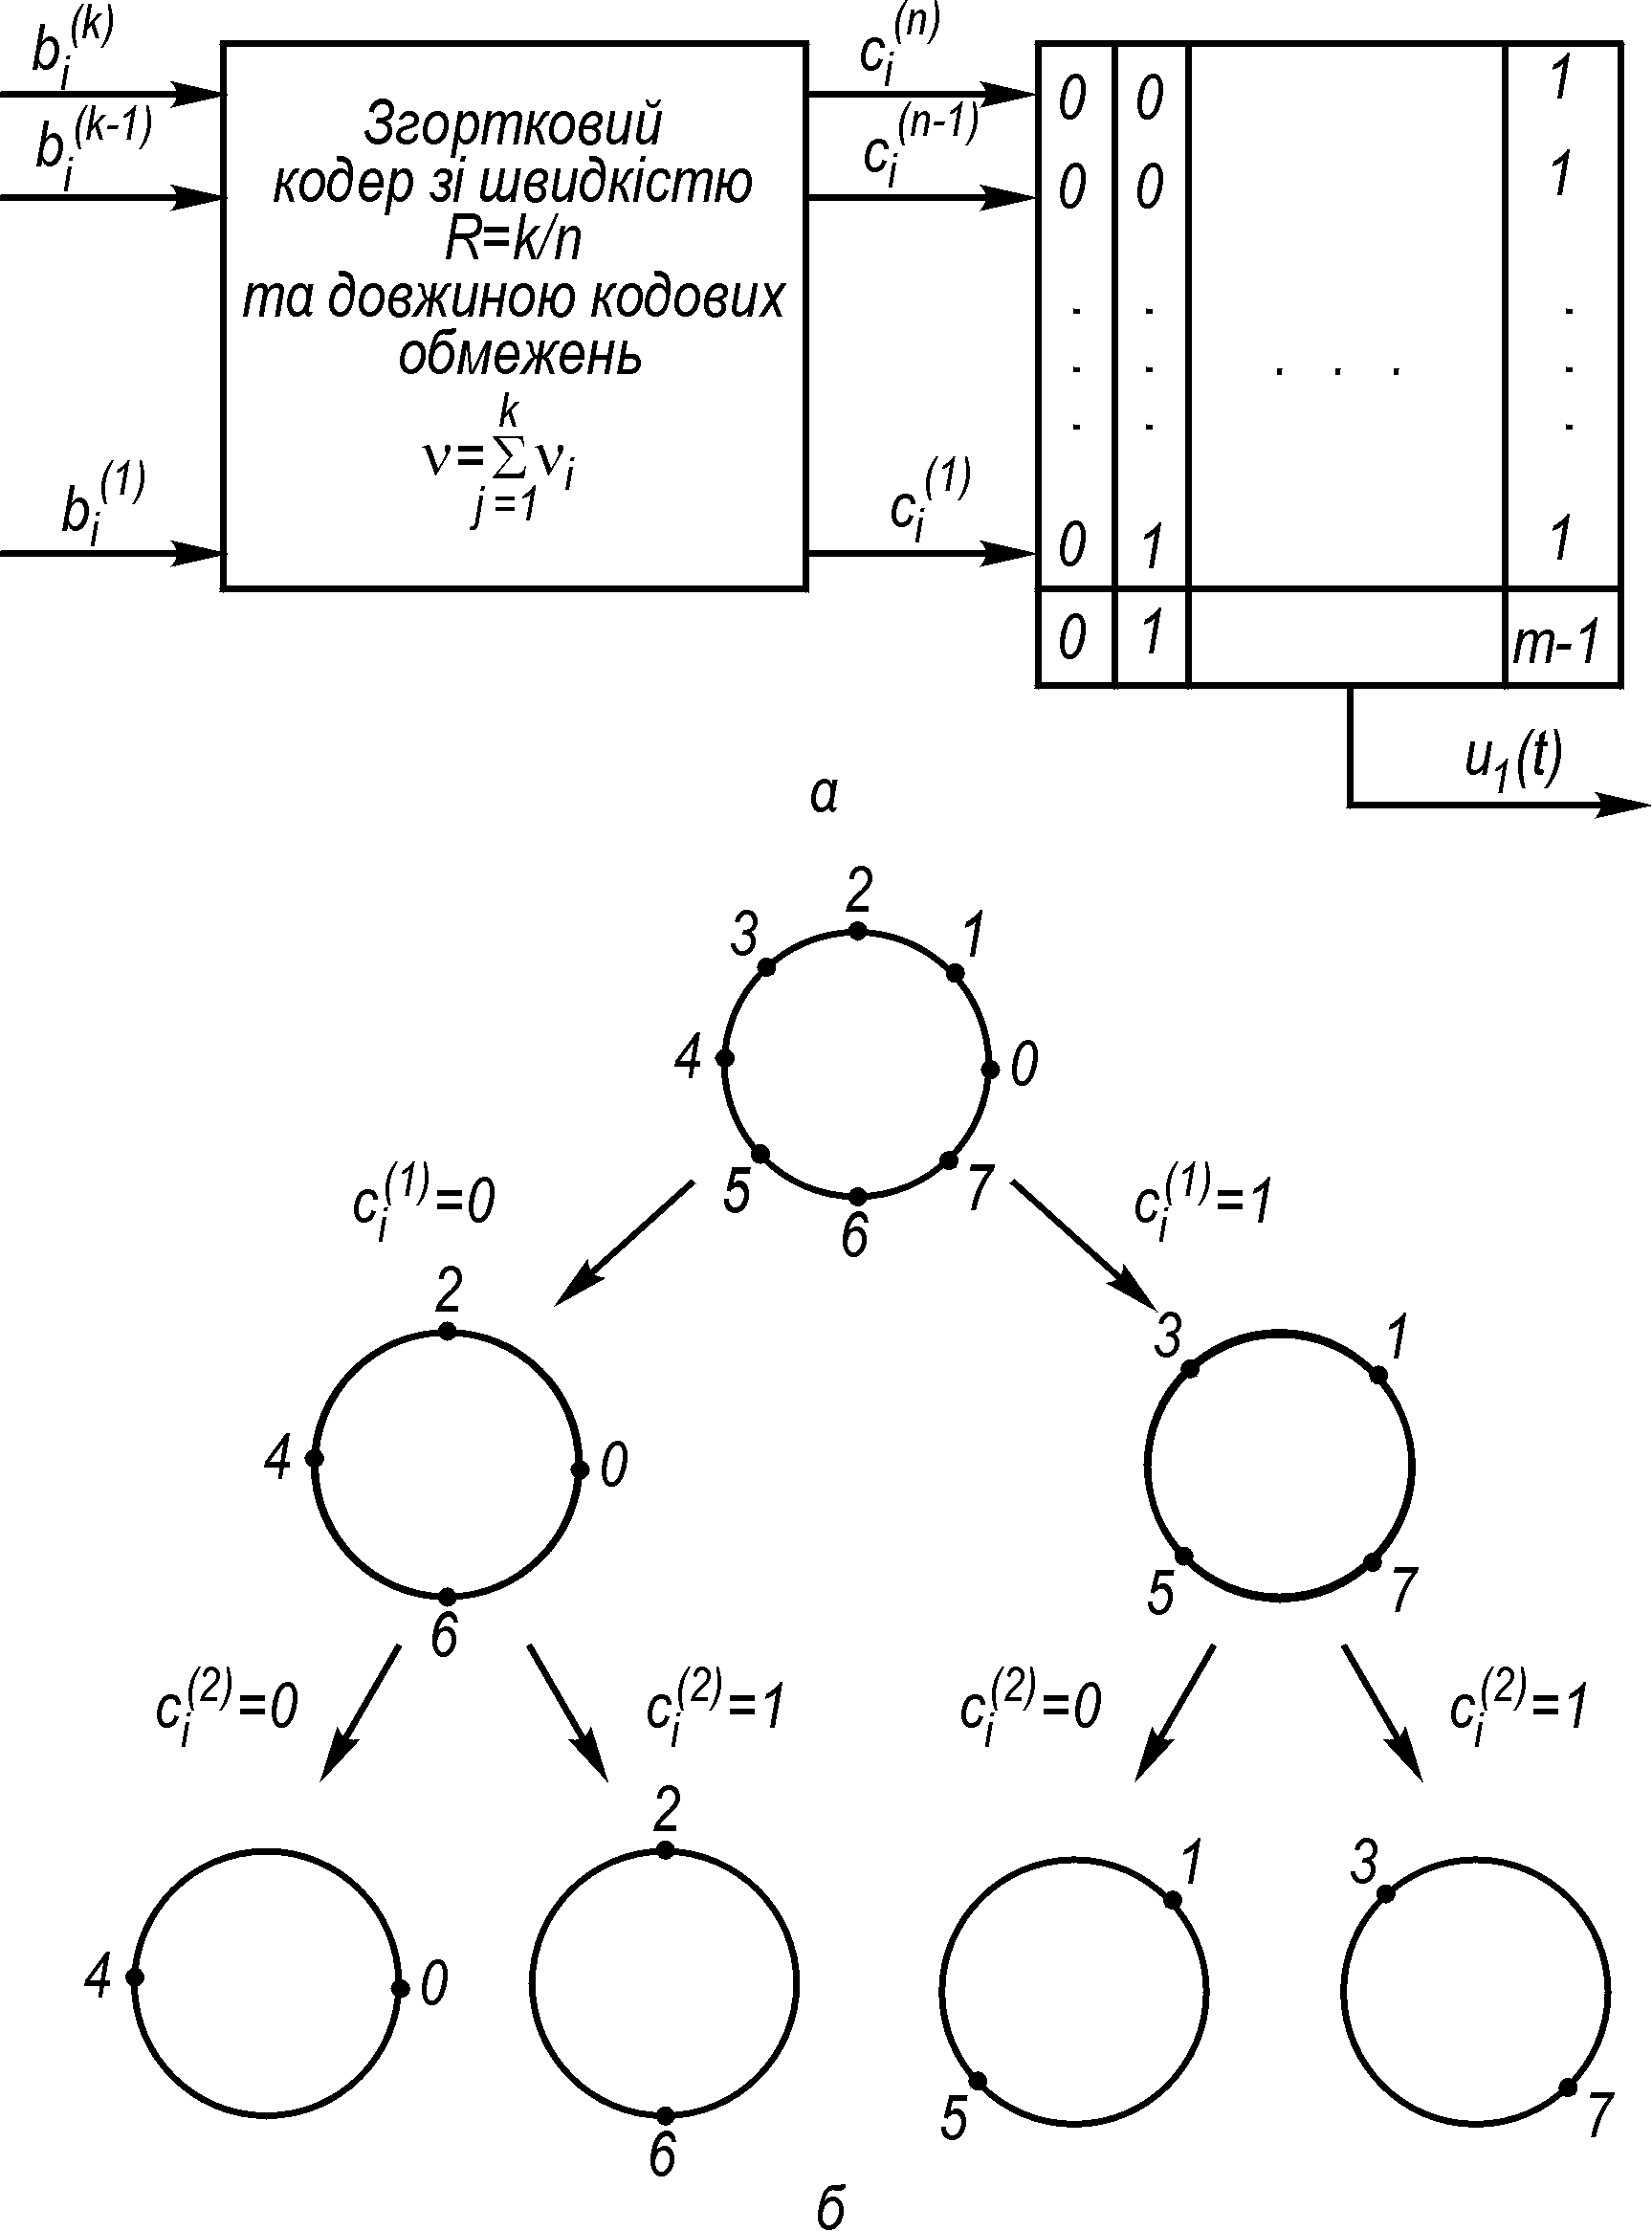 b_i^(k)
b_i^(k-1)
b_i^(1)
Згортковий
кодер зі швидкістю
R=k/n
та довжиною кодових
обмежень
k
ν=∑ν_i
j=1
c_i^(n)
c_i^(n-1)
c_i^(1)
0 0 1
0 0 1
. . .
. . . . . .
. . .
0 1 1
0 1 m-1
u_1(t)
а
2
3 1
4 0
5 7
6
c_i^(1)=0 c_i^(1)=1
2
4 0
6
3 1
5 7
c_i^(2)=0 c_i^(2)=1 c_i^(2)=0 c_i^(2)=1
4 0
2
6
1
5
3
7
б